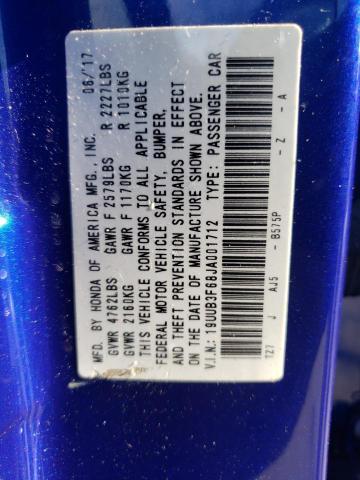 MFD. BY HONDA OF AMERICA MFG., INC. 06/17
GVWR 4762LBS GAWR F 2579LBS R 2227LBS
GVWR 2160KG GAWR F 1170KG R 1010KG
THIS VEHICLE CONFORMS TO ALL APPLICABLE
FEDERAL MOTOR VEHICLE SAFETY, BUMPER,
AND THEFT PREVENTION STANDARDS IN EFFECT
ON THE DATE OF MANUFACTURE SHOWN ABOVE.
V.I.N.: 19UUB3F68JA001712 TYPE: PASSENGER CAR
TZ7 J AJ5 - B575P - Z - A